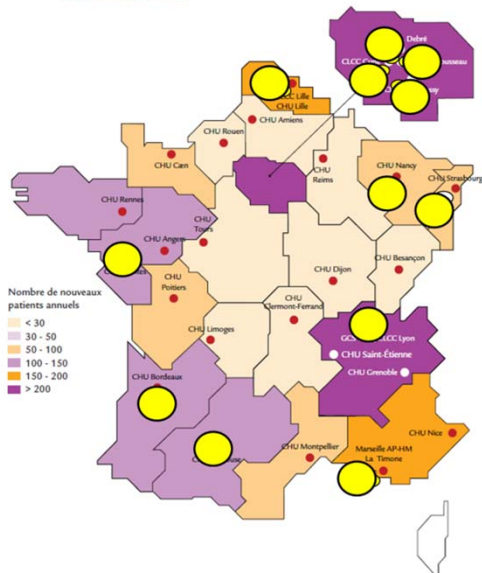 Debré
CLCC
CLCC Lille
CHU Lille
CHU Amiens
CHU Rouen
CHU Cæn
CHU
Reims
CHU Nancy
CHU Strasbourg
CHU Rennes
CHU
Tours
CHU Angers
CHU Besançon
CHU Dijon
CHU
Poitiers
CHU
Clermont-Ferrand
CHU Limoges
CLCC Lyon
CHU Saint-Étienne
CHU Grenoble
CHU Bordeaux
CHU Montpellier
CHU Nice
Marseille AP-HM
La Timone
Nombre de nouveaux
patients annuels
< 30
30 - 50
50 - 100
100 - 150
150 - 200
> 200